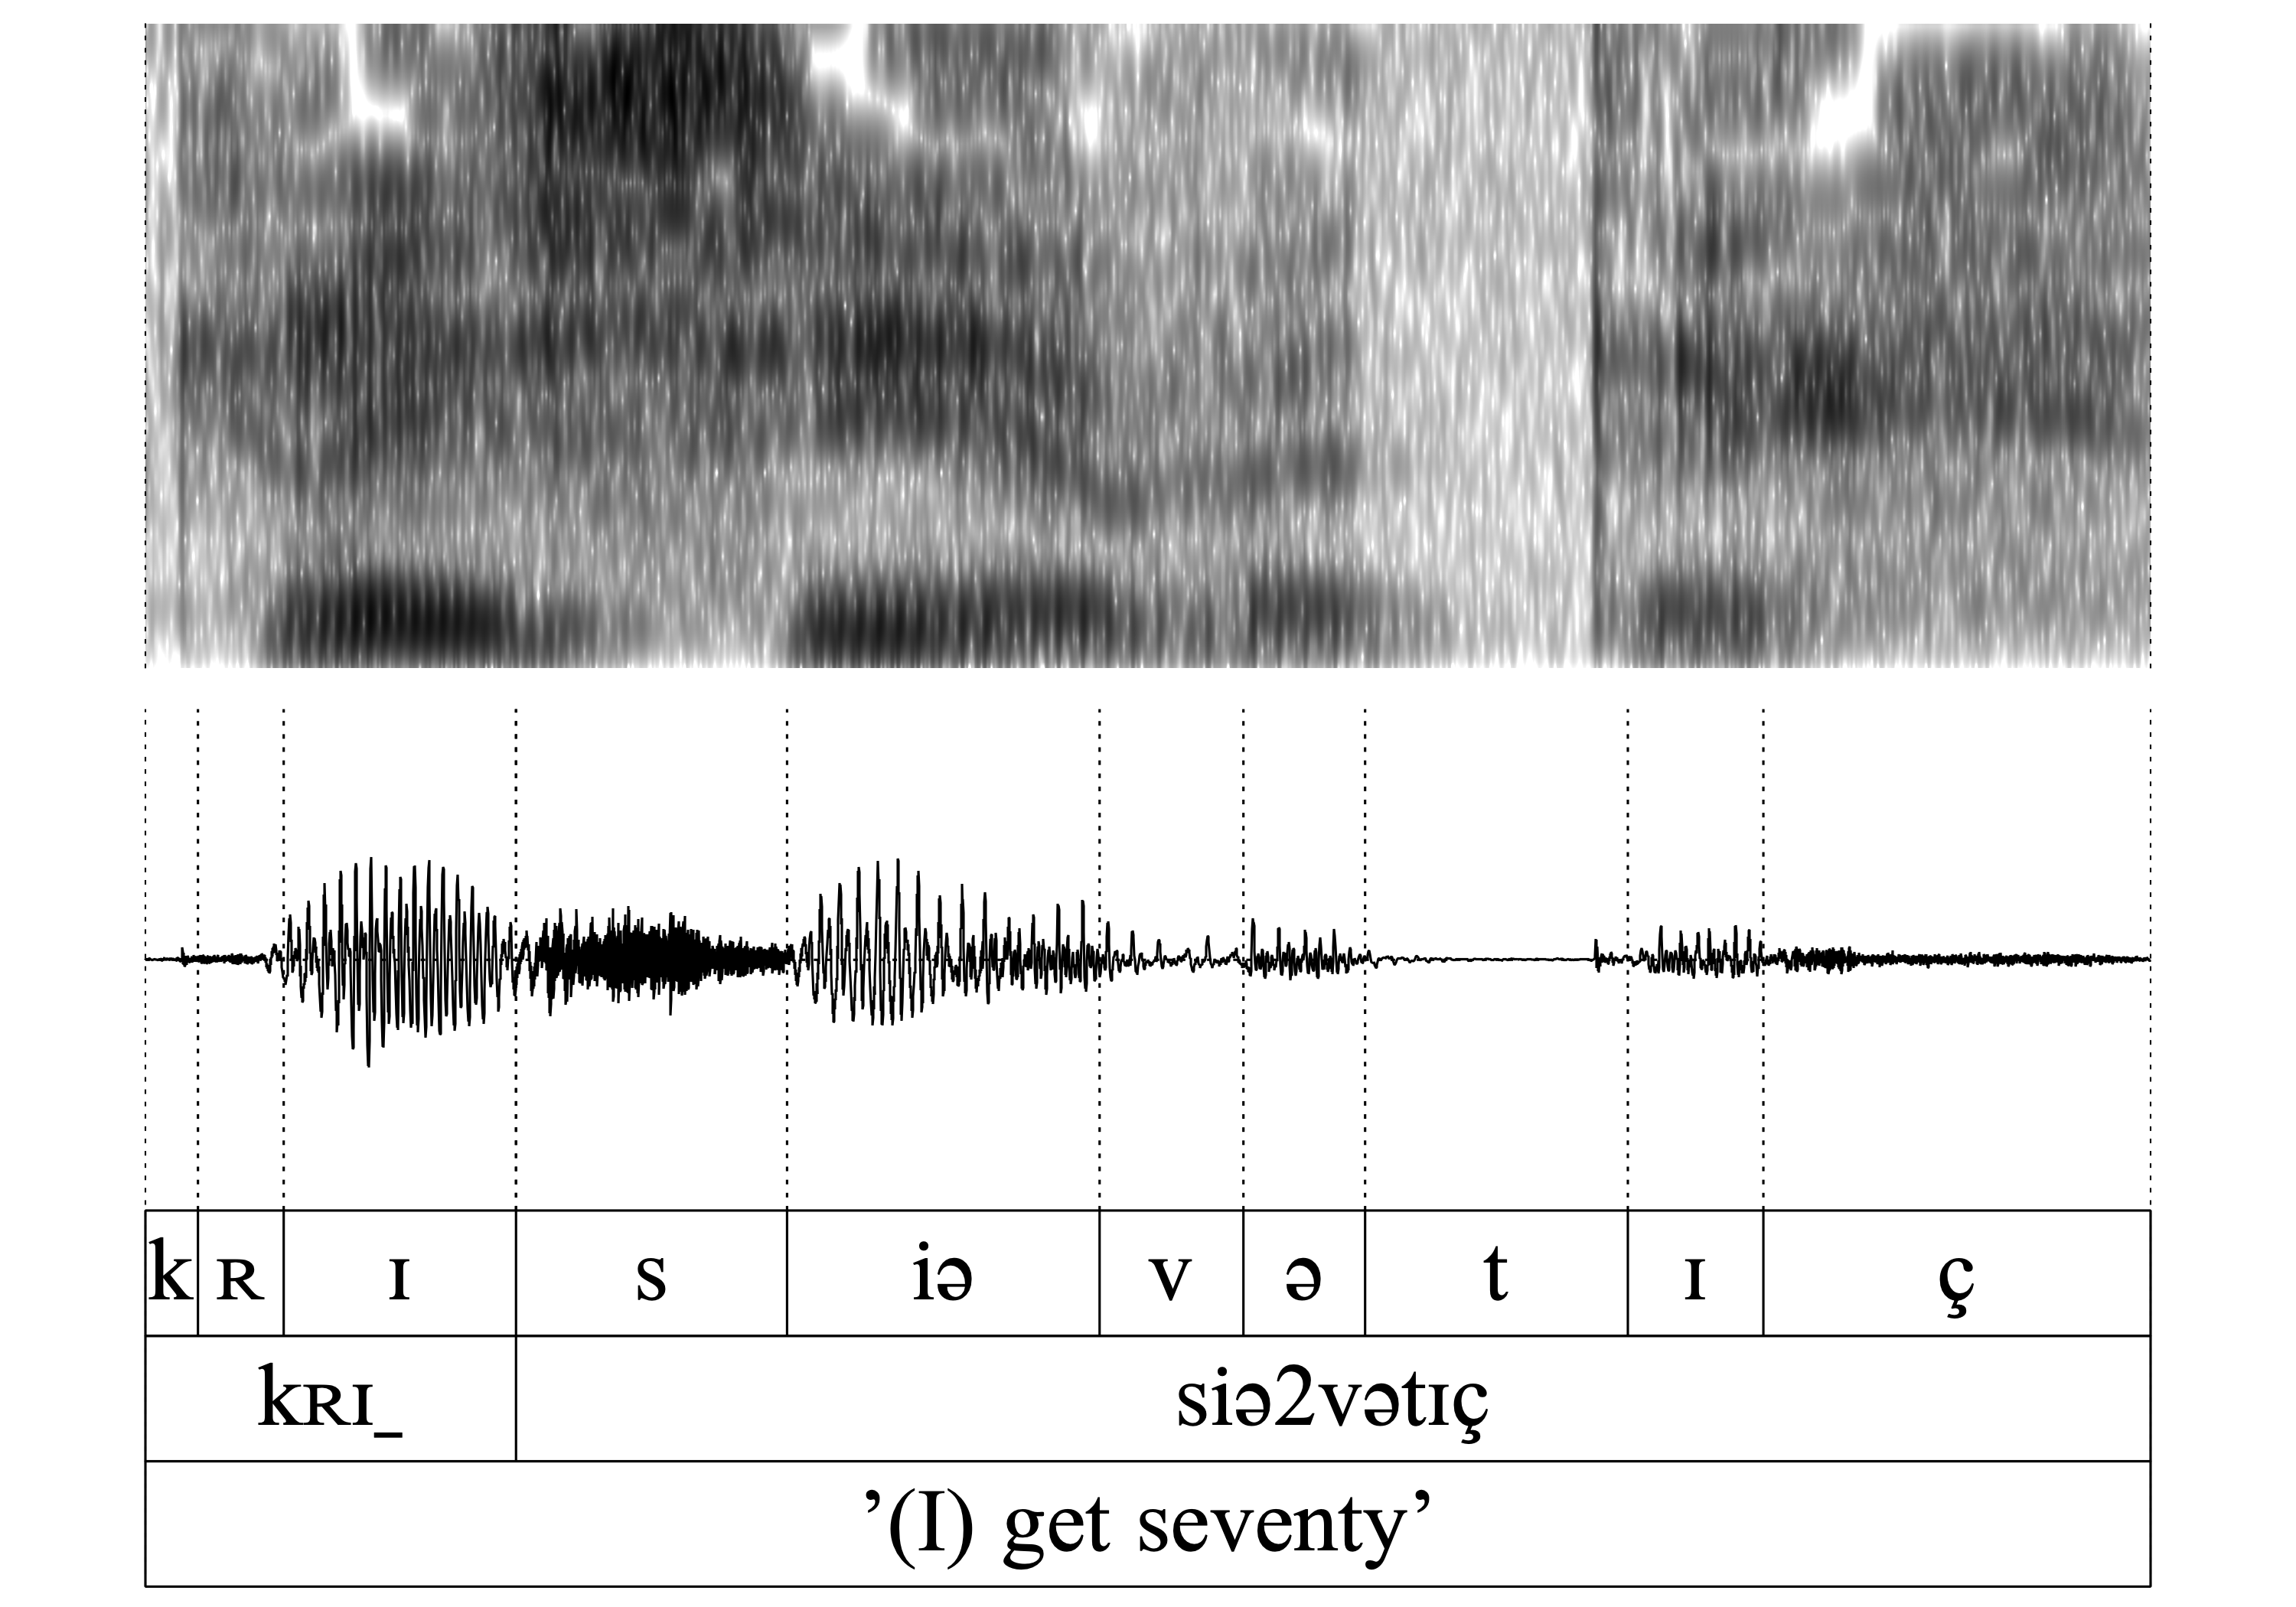 k ʀ ɪ s iə v ə t ɪ ç
kʀɪ_ siə2vətɪç
’(I) get seventy’